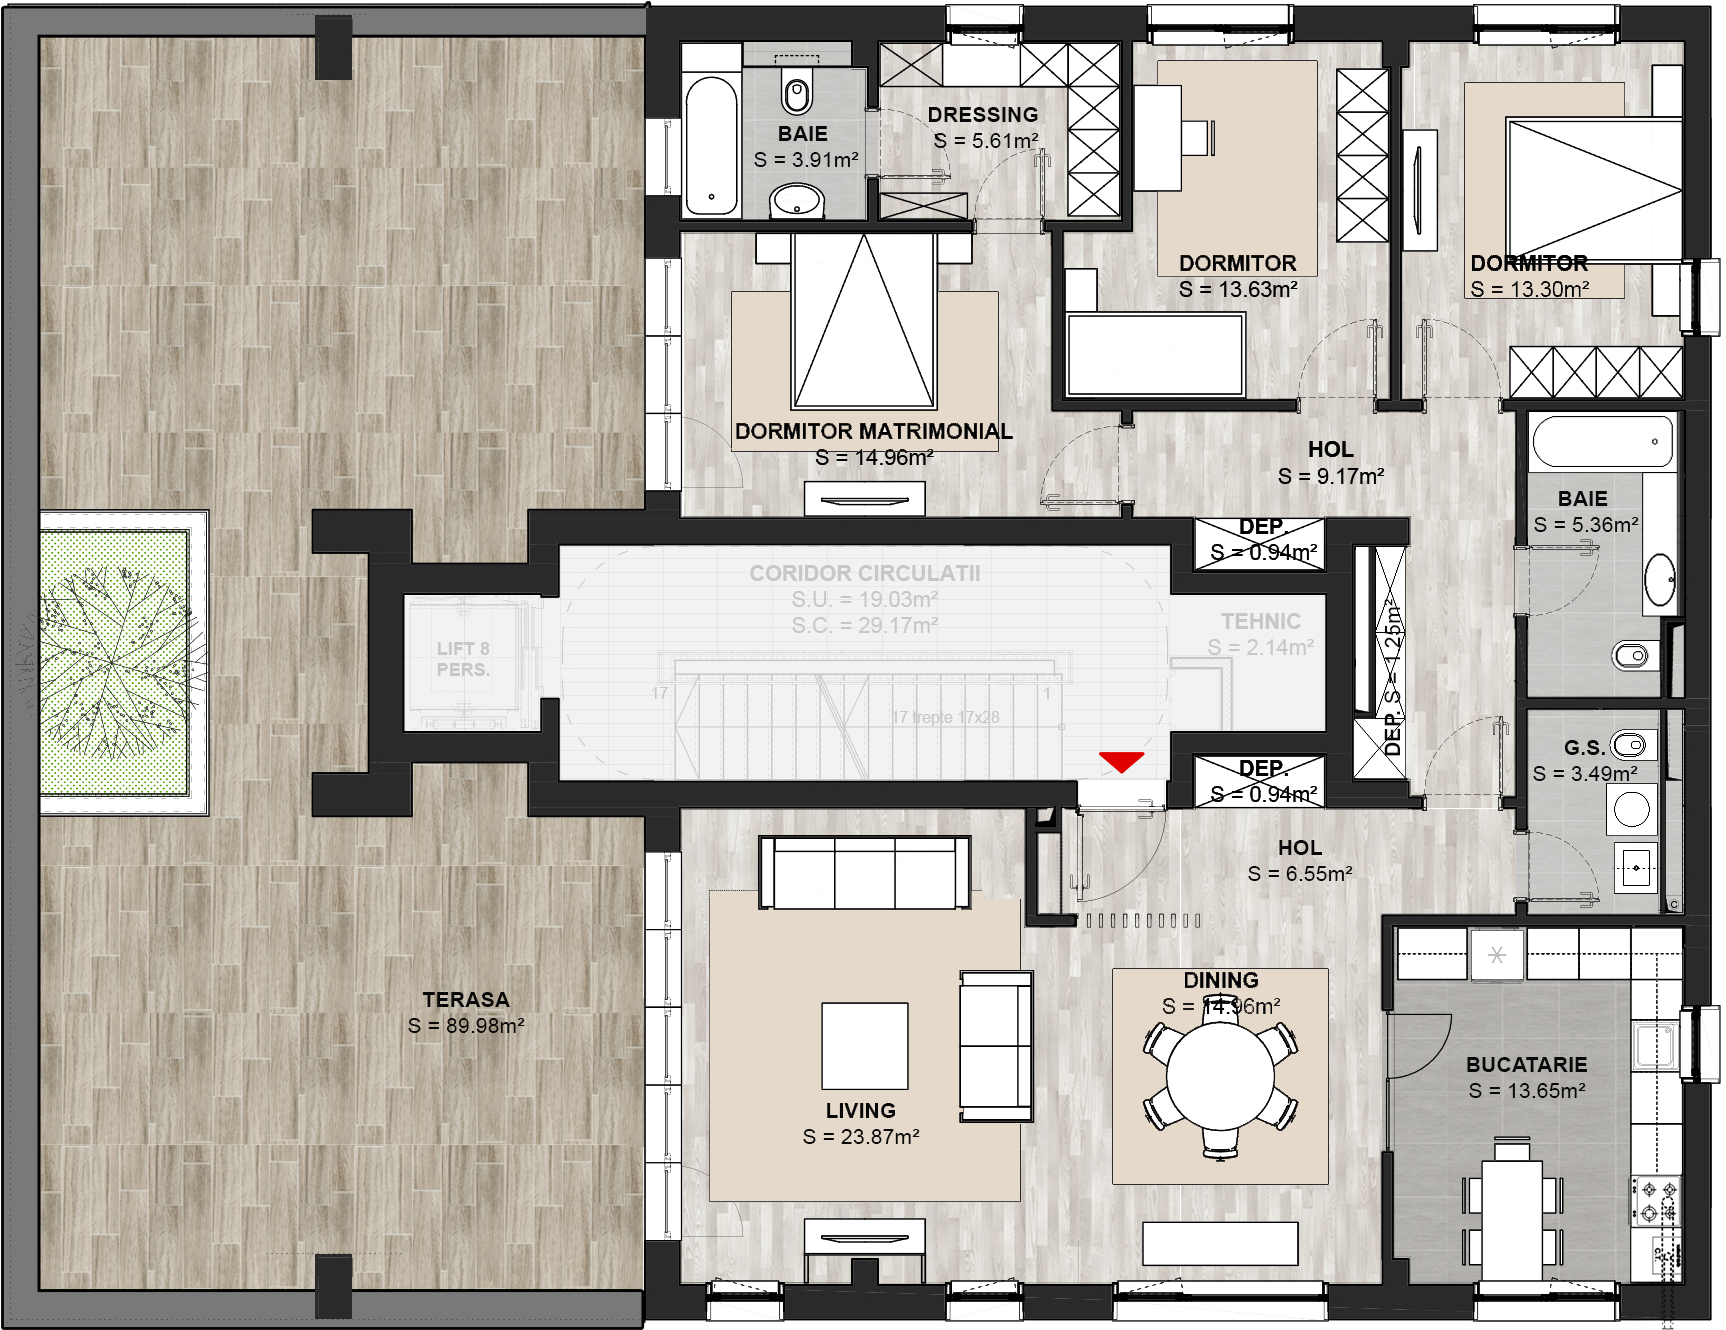 BAIE
S = 3.91m²
DRESSING
S = 5.61m²
DORMITOR
S = 13.63m²
DORMITOR
S = 13.30m²
DORMITOR MATRIMONIAL
S = 14.96m²
HOL
S = 9.17m²
BAIE
S = 5.36m²
DEP.
S = 0.94m²
CORIDOR CIRCULATII
S.U. = 19.03m²
S.C. = 29.17m²
TEHNIC
S = 2.14m²
LIFT 8
PERS.
17
1
17 trepte 17x28
DEP. S = 1.25m²
G.S.
S = 3.49m²
DEP.
S = 0.94m²
HOL
S = 6.55m²
C
TERASA
S = 89.98m²
DINING
S = 14.96m²
LIVING
S = 23.87m²
BUCATARIE
S = 13.65m²
C.T.